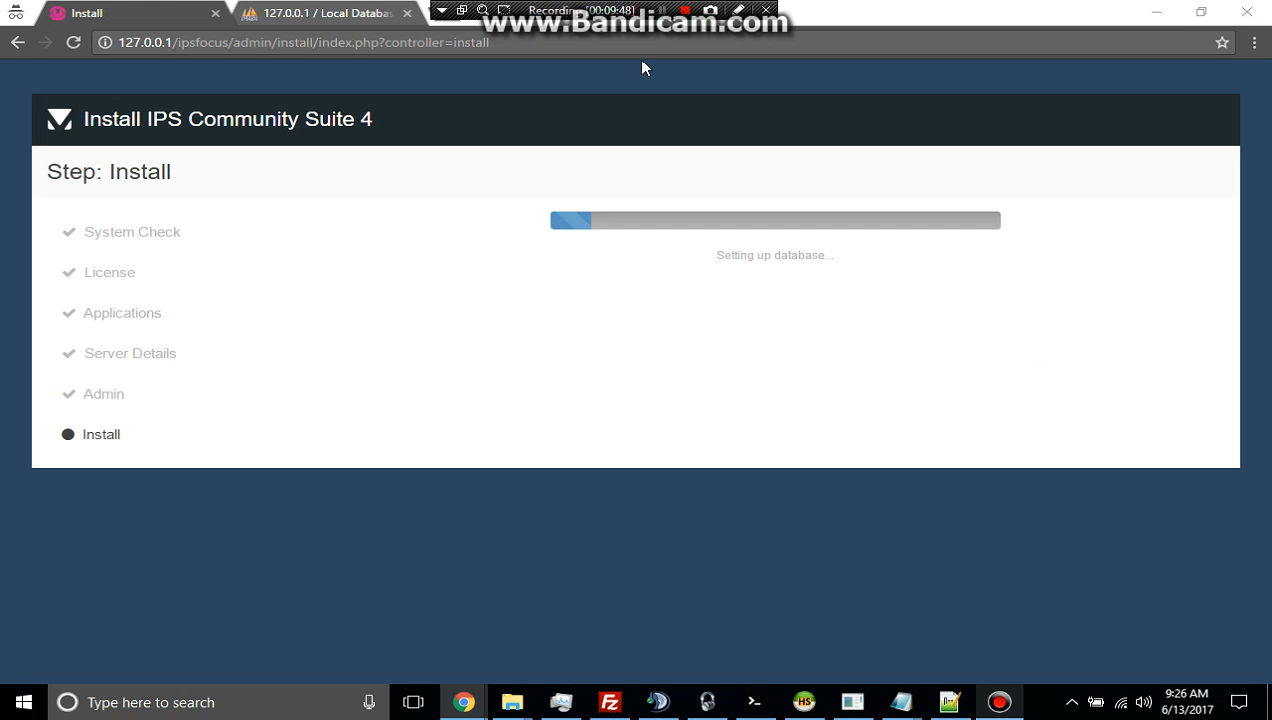 Install
127.0.0.1 / Local Databas
Recording [00:09:48]
www.Bandicam.com
127.0.0.1/ipsfocus/admin/install/index.php?controller=install
Install IPS Community Suite 4
Step: Install
System Check
License
Applications
Server Details
Admin
Install
Setting up database...
Type here to search
9:26 AM
6/13/2017